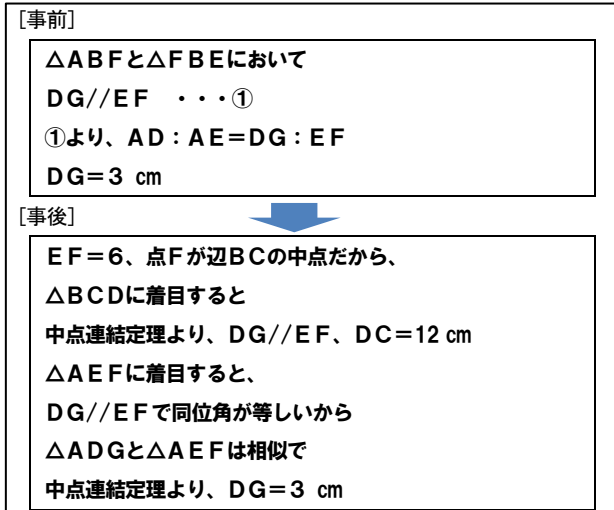 [事前]
△ABFと△FBEにおいて
DG//EF ・・・①
①より、AD:AE=DG:EF
DG=3 ㎝
[事後]
EF=6、点Fが辺BCの中点だから、
△BCDに着目すると
中点連結定理より、DG//EF、DC=12 ㎝
△AEFに着目すると、
DG//EFで同位角が等しいから
△ADGと△AEFは相似で
中点連結定理より、DG=3 ㎝